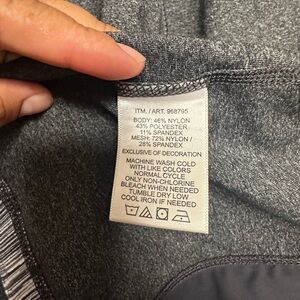 ITM. / ART. 968795
BODY: 46% NYLON
43% POLYESTER
11% SPANDEX
MESH: 72% NYLON /
28% SPANDEX
EXCLUSIVE OF DECORATION
MACHINE WASH COLD
WITH LIKE COLORS
NORMAL CYCLE
ONLY NON-CHLORINE
BLEACH WHEN NEEDED
TUMBLE DRY LOW
COOL IRON IF NEEDED